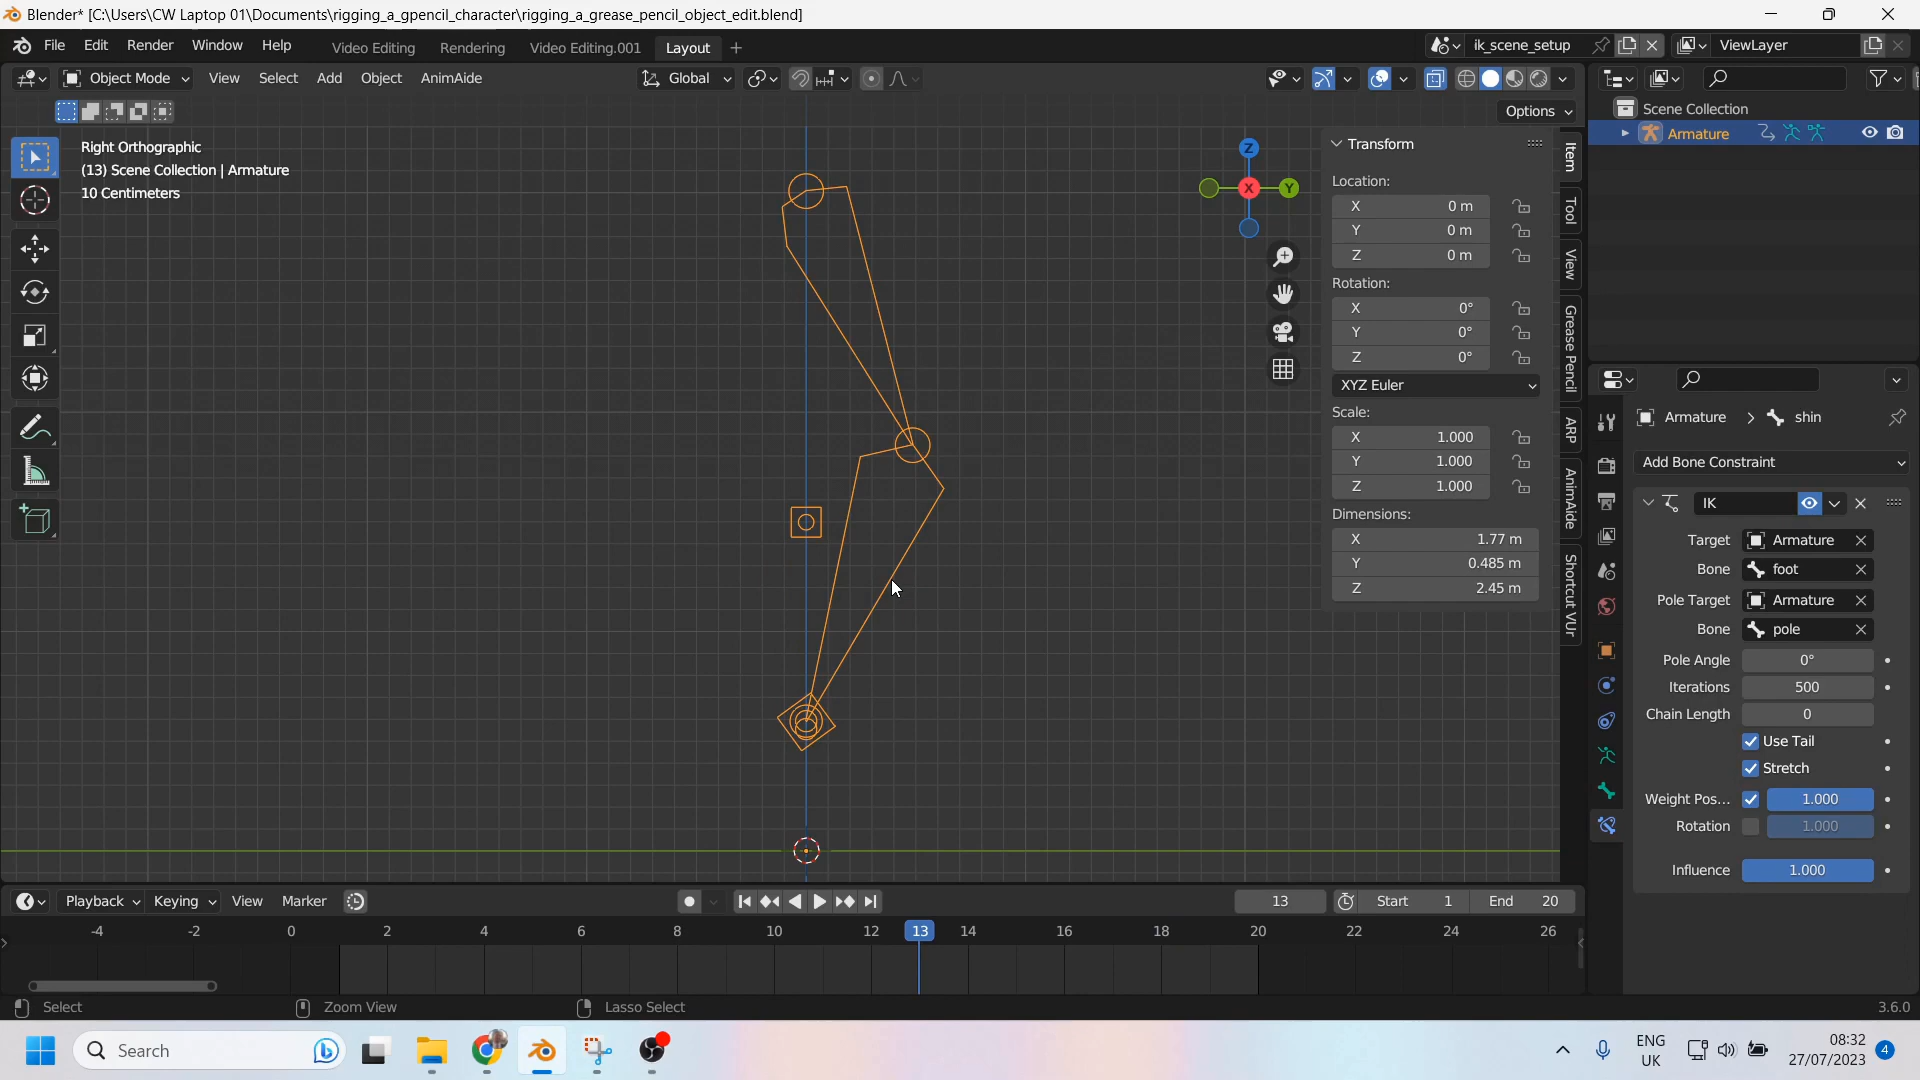 Blender* [C:\Users\CW Laptop 01\Documents\rigging_a_gpencil_character\rigging_a_grease_pencil_object_edit.blend]
File Edit Render Window Help Video Editing Rendering Video Editing.001 Layout + ik_scene_setup ViewLayer
Object Mode View Select Add Object AnimAide Global
Options
Right Orthographic
(13) Scene Collection | Armature
10 Centimeters
Z
X
Y
Transform
Location:
X 0 m
Y 0 m
Z 0 m
Rotation:
X 0°
Y 0°
Z 0°
XYZ Euler
Scale:
X 1.000
Y 1.000
Z 1.000
Dimensions:
X 1.77 m
Y 0.485 m
Z 2.45 m
Item
Tool
View
Grease Pencil
ARP
AnimAide
Shortcut VUr
Scene Collection
Armature
Armature shin
Add Bone Constraint
IK
Target Armature
Bone foot
Pole Target Armature
Bone pole
Pole Angle 0°
Iterations 500
Chain Length 0
Use Tail
Stretch
Weight Pos... 1.000
Rotation 1.000
Influence 1.000
Playback Keying View Marker 13 Start 1 End 20
-4 -2 0 2 4 6 8 10 12 13 14 16 18 20 22 24 26
Select Zoom View Lasso Select 3.6.0
Search
ENG
UK
08:32
27/07/2023
4